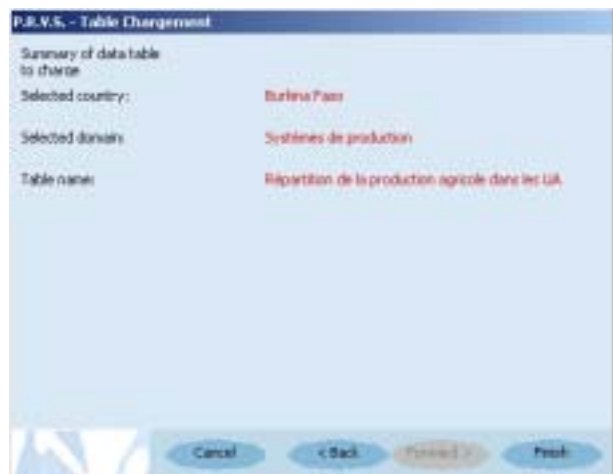 P.R.V.S. - Table Chargement
Summary of data table
to charge
Selected country: Burkina Faso
Selected domain: Systèmes de production
Table name: Répartition de la production agricole dans les UA
Cancel < Back Forward > Finish